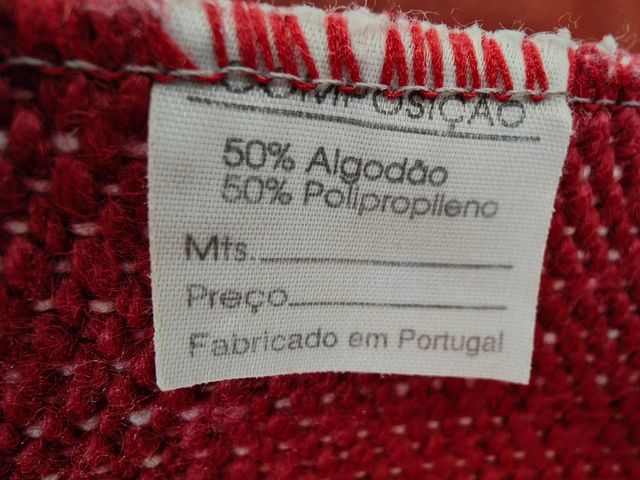 COMPOSIÇÃO
50% Algodão
50% Polipropileno
Mts.
Preço
Fabricado em Portugal